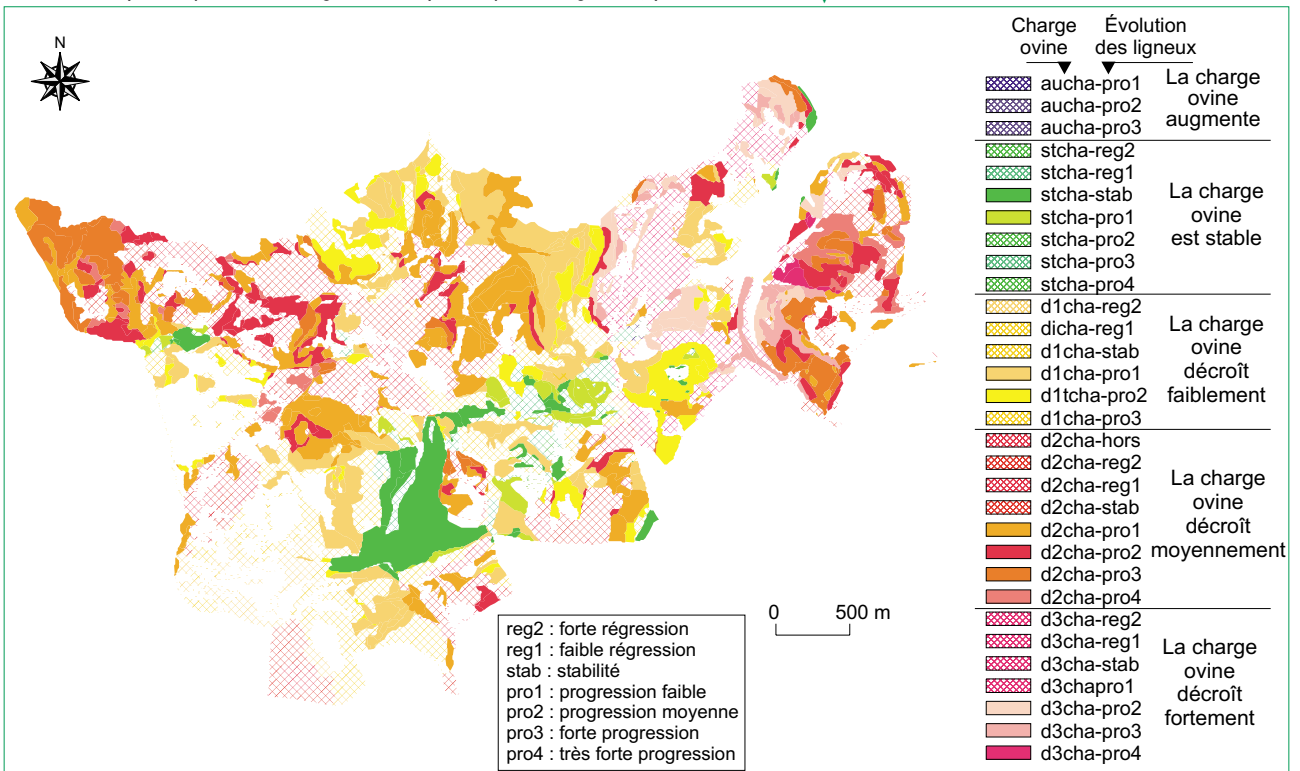 N
Charge
ovine
Évolution
des ligneux
aucha-pro1
aucha-pro2
aucha-pro3
La charge
ovine
augmente
stcha-reg2
stcha-reg1
stcha-stab
stcha-pro1
stcha-pro2
stcha-pro3
stcha-pro4
La charge
ovine
est stable
d1cha-reg2
dicha-reg1
d1cha-stab
d1cha-pro1
d1tcha-pro2
d1cha-pro3
La charge
ovine
décroît
faiblement
d2cha-hors
d2cha-reg2
d2cha-reg1
d2cha-stab
d2cha-pro1
d2cha-pro2
d2cha-pro3
d2cha-pro4
La charge
ovine
décroît
moyennement
d3cha-reg2
d3cha-reg1
d3cha-stab
d3chapro1
d3cha-pro2
d3cha-pro3
d3cha-pro4
La charge
ovine
décroît
fortement
0 500 m
reg2 : forte régression
reg1 : faible régression
stab : stabilité
pro1 : progression faible
pro2 : progression moyenne
pro3 : forte progression
pro4 : très forte progression